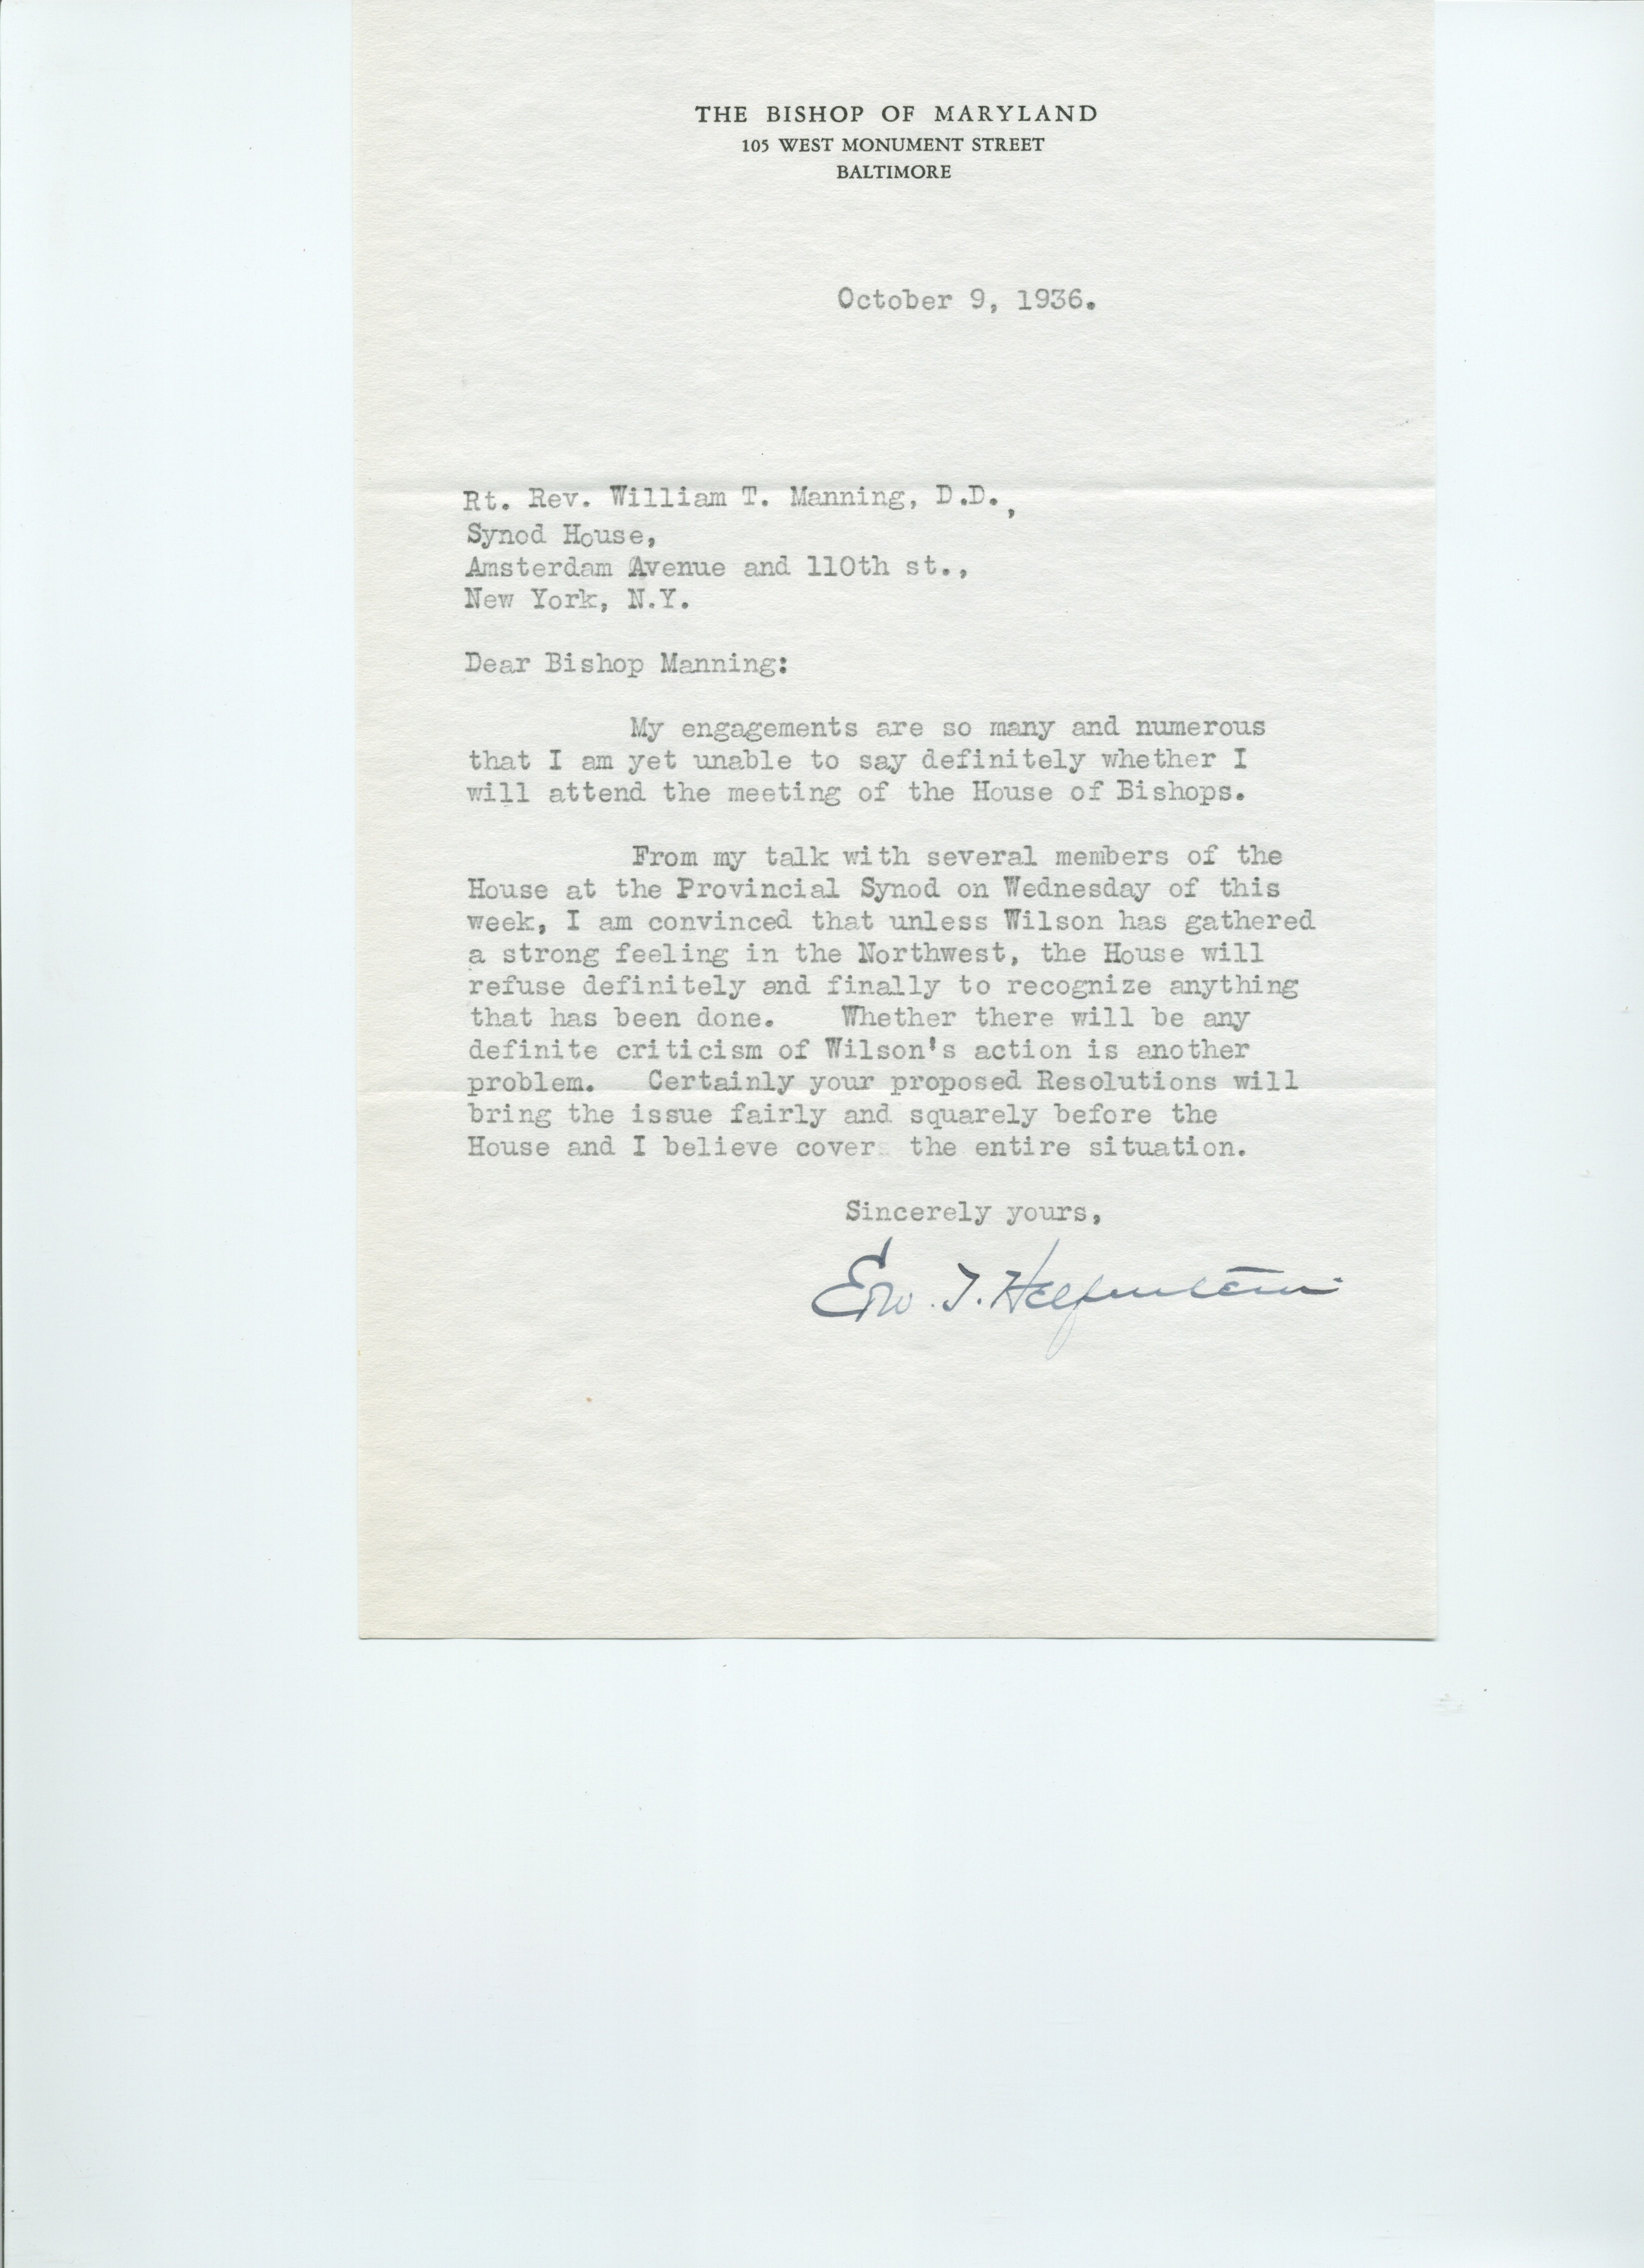 THE BISHOP OF MARYLAND
105 WEST MONUMENT STREET
BALTIMORE
October 9, 1936.
Rt. Rev. William T. Manning, D.D.,
Synod House,
Amsterdam Avenue and 110th st.,
New York, N.Y.
Dear Bishop Manning:
My engagements are so many and numerous
that I am yet unable to say definitely whether I
will attend the meeting of the House of Bishops.
From my talk with several members of the
House at the Provincial Synod on Wednesday of this
week, I am convinced that unless Wilson has gathered
a strong feeling in the Northwest, the House will
refuse definitely and finally to recognize anything
that has been done. Whether there will be any
definite criticism of Wilson's action is another
problem. Certainly your proposed Resolutions will
bring the issue fairly and squarely before the
House and I believe covers the entire situation.
Sincerely yours,
Edw. T. Helfenstein